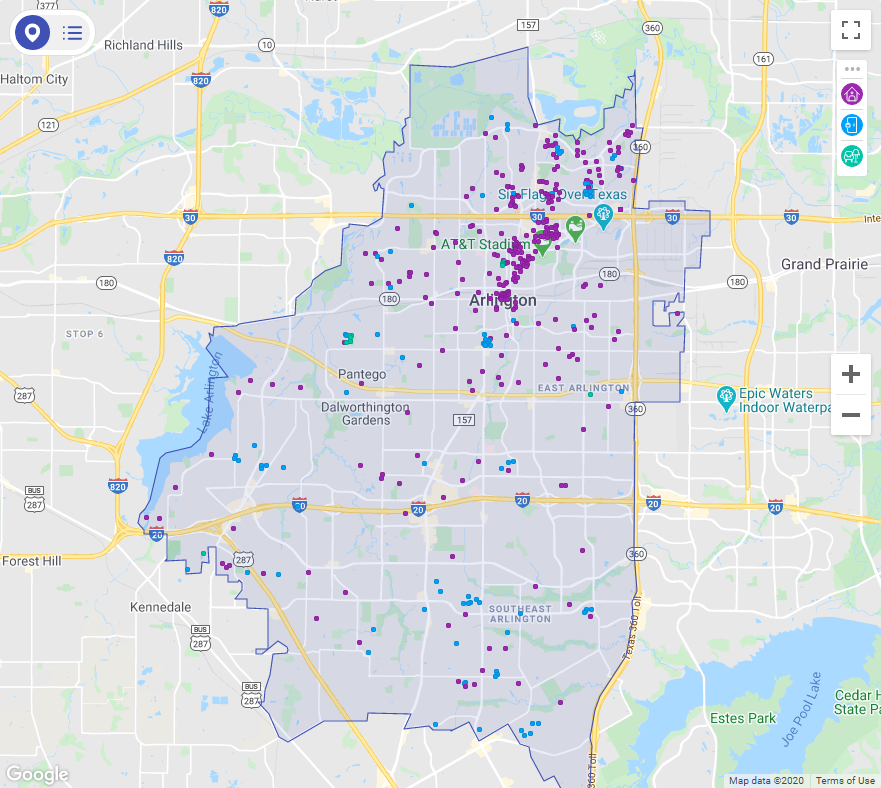 377
820
157
360
Richland Hills
10
161
Haltom City
820
121
360
Six Flags Over Texas
30
30
30
30
Inte
AT&T Stadium
820
Grand Prairie
180
180
180
180
Arlington
STOP 6
Lake Arlington
Pantego
287
EAST ARLINGTON
Epic Waters
Indoor Waterpa
Dalworthington
Gardens
360
157
820
BUS
287
20
20
20
20
20
20
360
Forest Hill
287
Kennedale
SOUTHEAST
ARLINGTON
BUS
287
Texas 360 Toll
BUS
287
Cedar H
State Pa
Estes Park
Joe Pool Lake
360 Toll
Google
Map data ©2020
Terms of Use